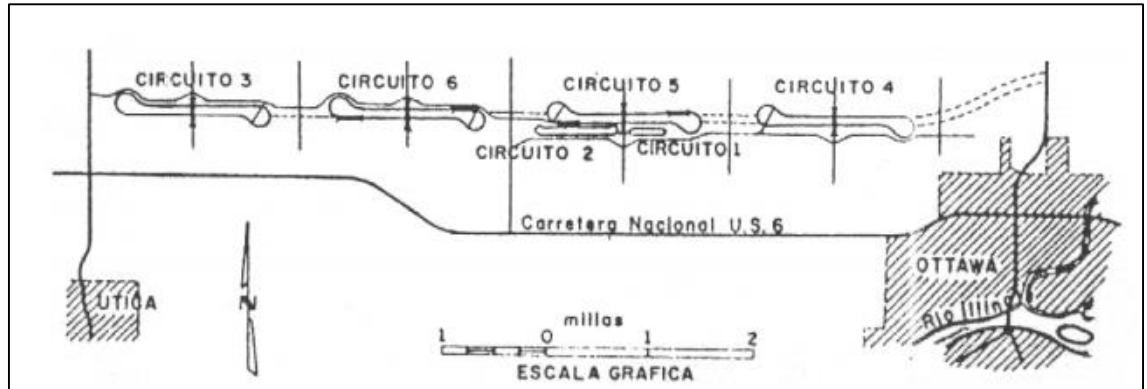 CIRCUITO 3
CIRCUITO 6
CIRCUITO 5
CIRCUITO 4
CIRCUITO 2
CIRCUITO 1
Carretera Nacional U.S.6
UTICA
N
OTTAWA
Rio
millas
1 0 1 2
ESCALA GRAFICA